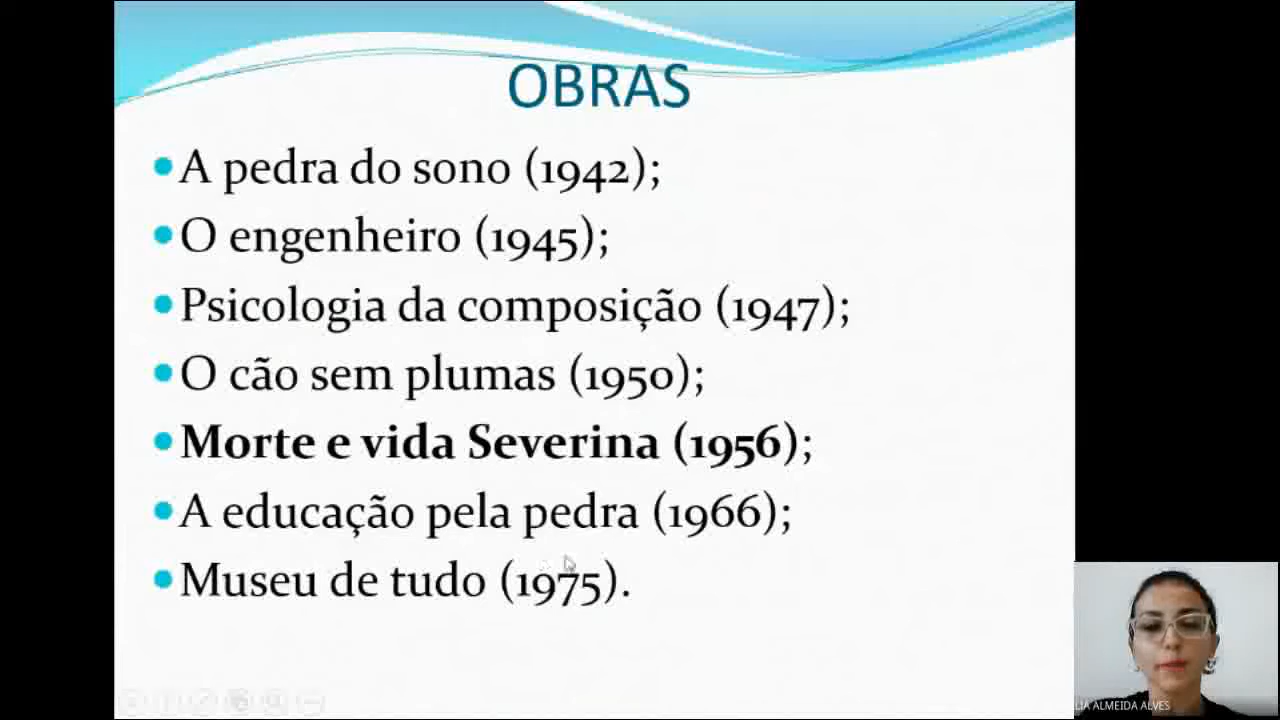 OBRAS
A pedra do sono (1942);
O engenheiro (1945);
Psicologia da composição (1947);
O cão sem plumas (1950);
Morte e vida Severina (1956);
A educação pela pedra (1966);
Museu de tudo (1975).
LIA ALMEIDA ALVES